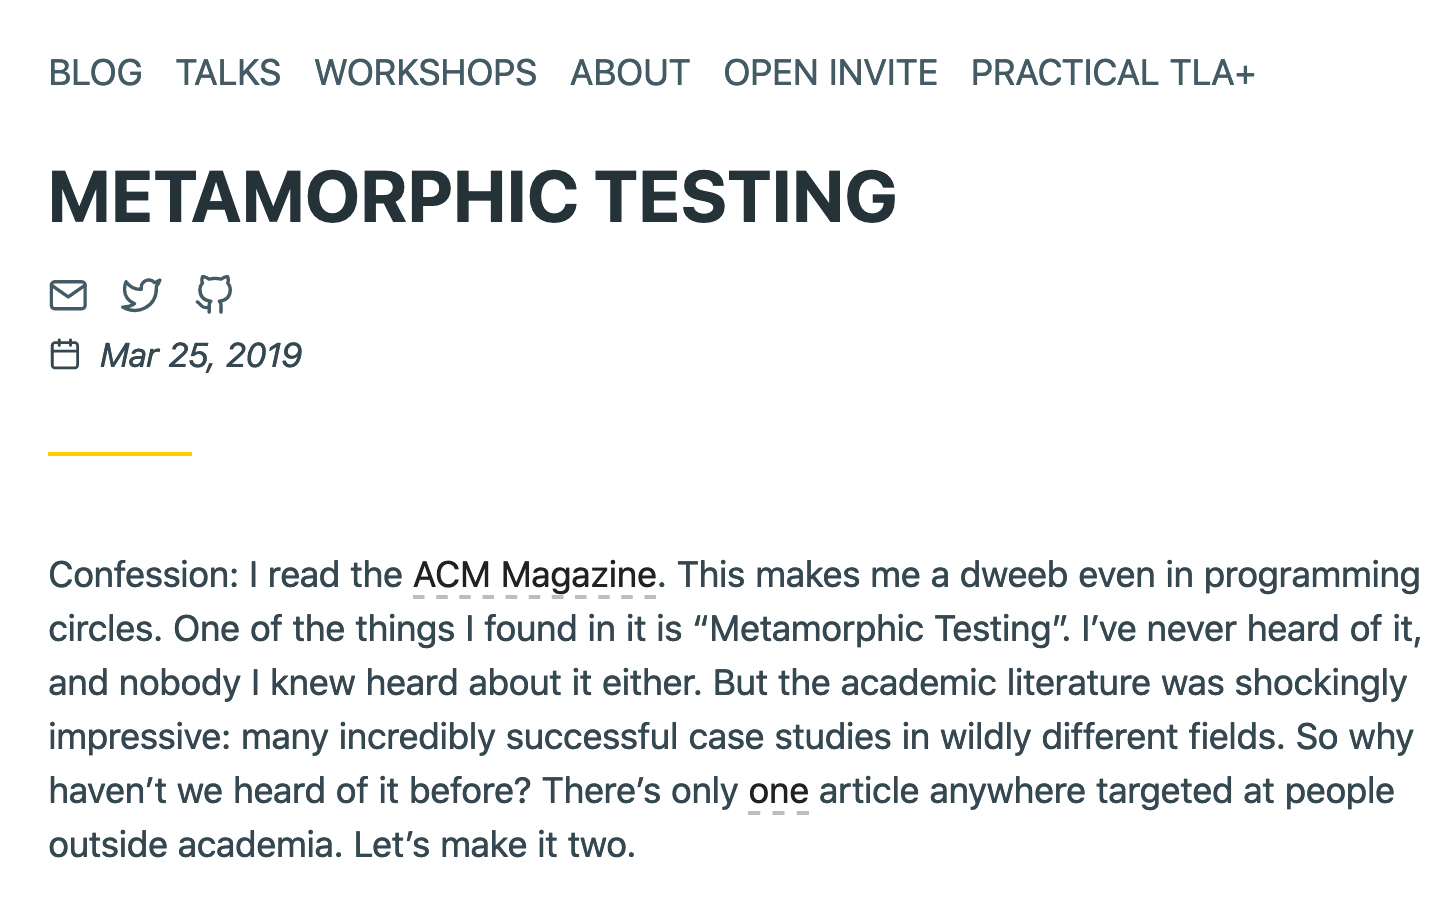 BLOG TALKS WORKSHOPS ABOUT OPEN INVITE PRACTICAL TLA+
METAMORPHIC TESTING
Mar 25, 2019
Confession: I read the ACM Magazine. This makes me a dweeb even in programming
circles. One of the things I found in it is “Metamorphic Testing”. I’ve never heard of it,
and nobody I knew heard about it either. But the academic literature was shockingly
impressive: many incredibly successful case studies in wildly different fields. So why
haven’t we heard of it before? There’s only one article anywhere targeted at people
outside academia. Let’s make it two.